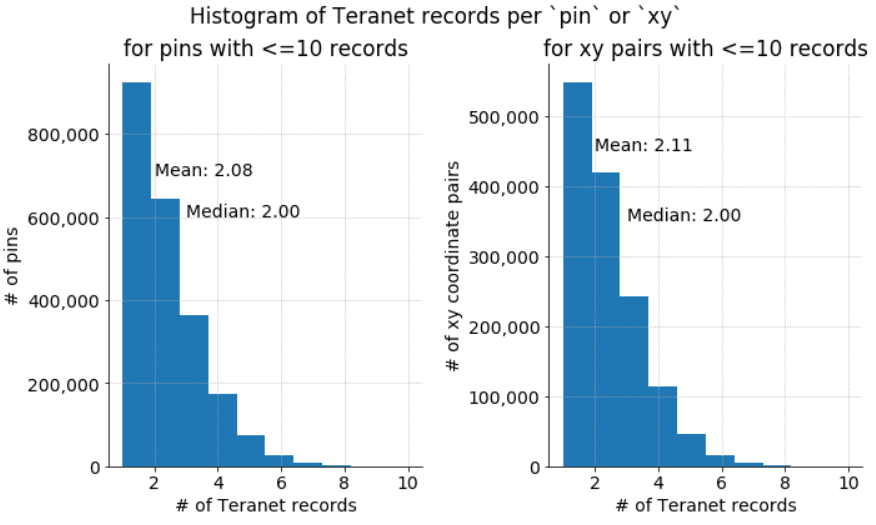 Histogram of Teranet records per `pin` or `xy`
for pins with <=10 records
800,000
600,000
400,000
200,000
0
# of pins
Mean: 2.08
Median: 2.00
2 4 6 8 10
# of Teranet records
for xy pairs with <=10 records
500,000
400,000
300,000
200,000
100,000
0
# of xy coordinate pairs
Mean: 2.11
Median: 2.00
2 4 6 8 10
# of Teranet records